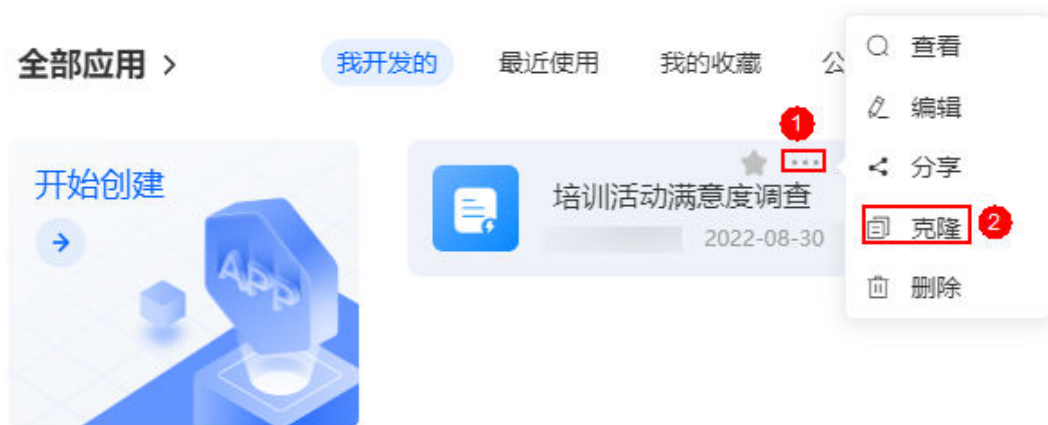 全部应用 >
我开发的 最近使用 我的收藏 公
开始创建
APP
1
培训活动满意度调查
2022-08-30
查看
编辑
分享
克隆 2
删除